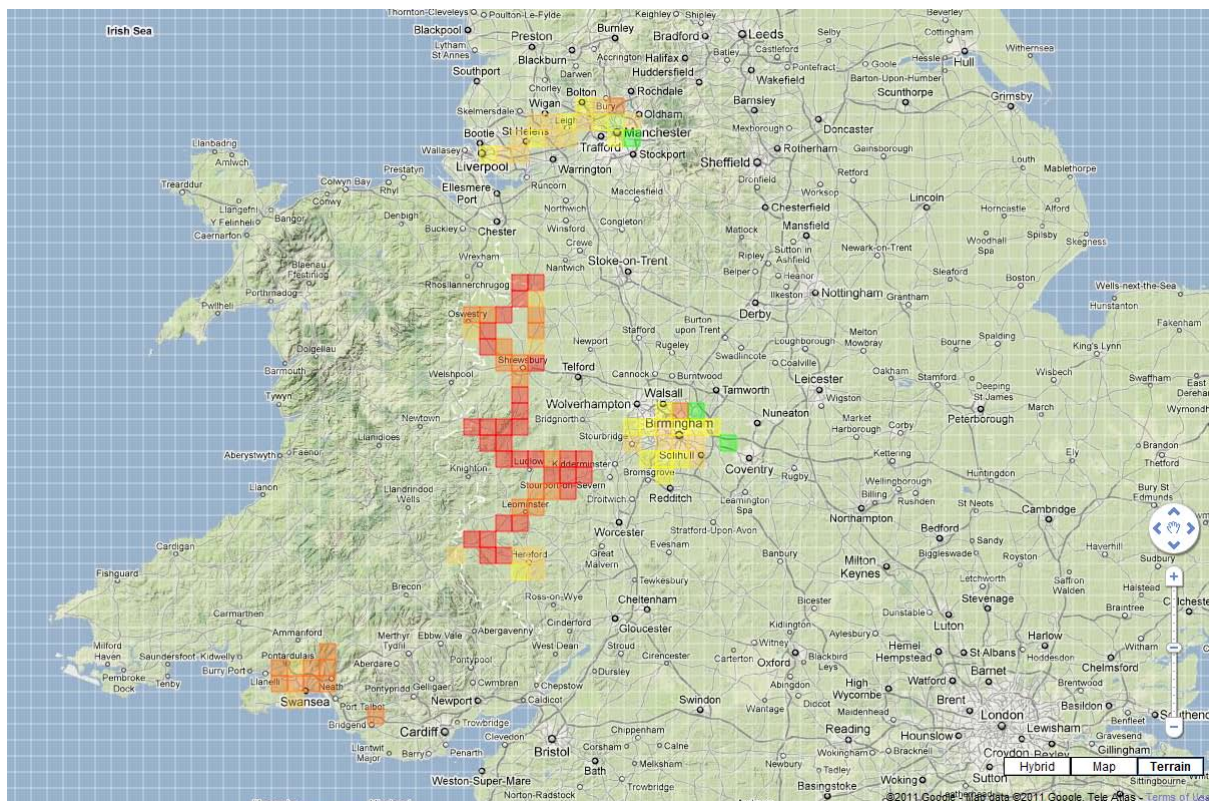 Thornton-Cleveleys Poulton-Le-Fylde Keighley Shipley Beverley
Blackpool Burnley Bradford Leeds Selby Cottingham
Irish Sea
Preston Hull Withernsea
Lytham St Annes Blackburn Accrington Halifax Batley Castleford Goole Hessle
Darwen Huddersfield Pontefract Barton-Upon-Humber
Southport Chorley Rochdale Wakefield Scunthorpe Grimsby
Skelmersdale Wigan Bolton Bury Oldham Barnsley
Bootle St Helens Leigh Manchester Mexborough Doncaster
Wallasey Trafford Stockport Rotherham Gainsborough
Liverpool Warrington Sheffield Louth Mablethorpe
Llanbadrig Amlwch Prestatyn Runcorn Dronfield Retford
Trearddur Colwyn Bay Rhyl Ellesmere Port Macclesfield Worksop
Llangefni Conwy Northwich Chesterfield Lincoln Horncastle Alford
Y Felinheli Bangor Denbigh Chester Winsford Congleton
Caernarfon Buckley Matlock Mansfield Woodhall Spa Spilsby Skegness
Crewe Ripley Sutton in Ashfield Newark-on-Trent
Wrexham Nantwich Stoke-on-Trent Belper Heanor Sleaford Boston
Blaenau Ffestiniog Rhosllannerchrugog Ilkeston Nottingham Grantham Wells-next-the-Sea
Porthmadog Derby Hunstanton
Pwllheli Oswestry Stafford Burton upon Trent Fakenham
Dolgellau Newport Rugeley Loughborough Melton Mowbray Bourne Spalding King's Lynn
Barmouth Shrewsbury Swadlincote Coalville
Welshpool Telford Cannock Burntwood Oakham Stamford Deeping St James Wisbech Swaffham East Dereham
Tywyn Walsall Tamworth Leicester
Newtown Bridgnorth Wolverhampton Wigston March
Llanidloes Birmingham Nuneaton Market Harborough Corby Peterborough
Aberystwyth Faenor Stourbridge Brandon
Knighton Ludlow Kidderminster Solihull Coventry Kettering Ely Thetford
Llanon Llandrindod Wells Stourport-on-Severn Bromsgrove Rugby Huntingdon
Redditch Wellingborough Bury St Edmunds
Leominster Droitwich Leamington Spa Billing Rushden St Neots
Cardigan Worcester Stratford-upon-Avon Northampton Bedford Cambridge
Hereford Great Malvern Evesham Banbury Milton Keynes Biggleswade Sandy Royston Haverhill Sudbury
Fishguard Brecon Ross-on-Wye Tewkesbury Bicester Letchworth Saffron Walden Halstead
Carmarthen Cheltenham Dunstable Stevenage Braintree Colchester
Ammanford Merthyr Tydfil Ebbw Vale Abergavenny Cinderford Gloucester Kidlington Aylesbury Luton
Milford Haven Saundersfoot Kidwelly Pontardulais West Dean Stroud Witney Hemel Hempstead St Albans Harlow Witham
Pembroke Dock Tenby Burry Port Llanelli Aberdare Pontypool Cirencester Carterton Oxford Blackbird Leys Hoddesdon Chelmsford
Neath Pontypridd Gelligaer Cwmbran Chepstow Dursley Abingdon High Wycombe Watford Barnet Brentwood
Swansea Port Talbot Newport Caldicot Swindon Wantage Didcot Maidenhead Brent Basildon
Bridgend Cardiff Trowbridge Clevedon Chippenham London Benfleet Southend
Llantwit Major Barry Penarth Bristol Corsham Calne Reading Hounslow Lewisham Gravesend
Bath Melksham Newbury Wokingham Bracknell Croydon Bexley Gillingham
Weston-Super-Mare Tadley Sutton Hybrid Map Terrain
Trowbridge Woking Sittingbourne
©2011 Google - Map data ©2011 Google, Tele Atlas - Terms of Use